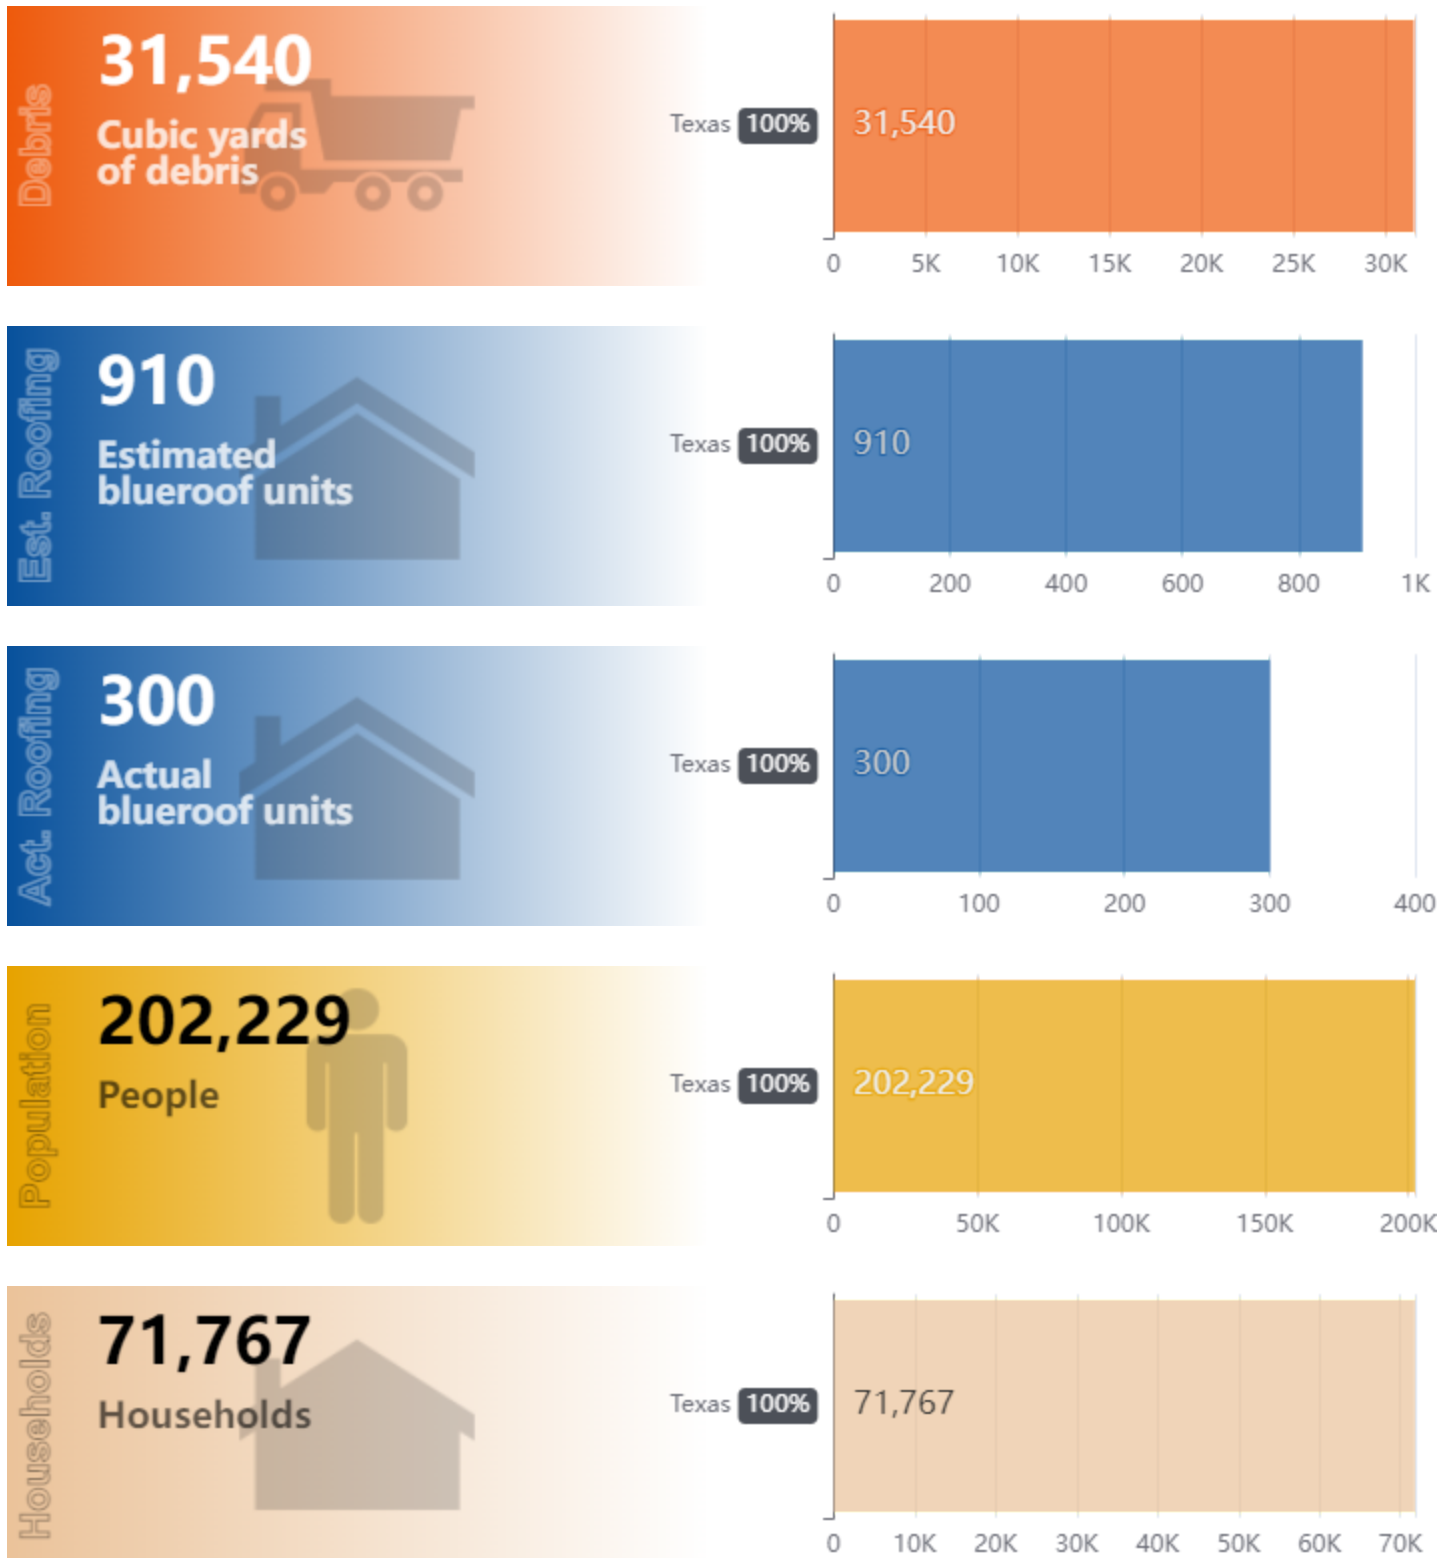 Debris
31,540
Cubic yards
of debris
Texas 100%
31,540
0 5K 10K 15K 20K 25K 30K
Est. Roofing
910
Estimated
blueroof units
Texas 100%
910
0 200 400 600 800 1K
Act. Roofing
300
Actual
blueroof units
Texas 100%
300
0 100 200 300 400
Population
202,229
People
Texas 100%
202,229
0 50K 100K 150K 200K
Households
71,767
Households
Texas 100%
71,767
0 10K 20K 30K 40K 50K 60K 70K